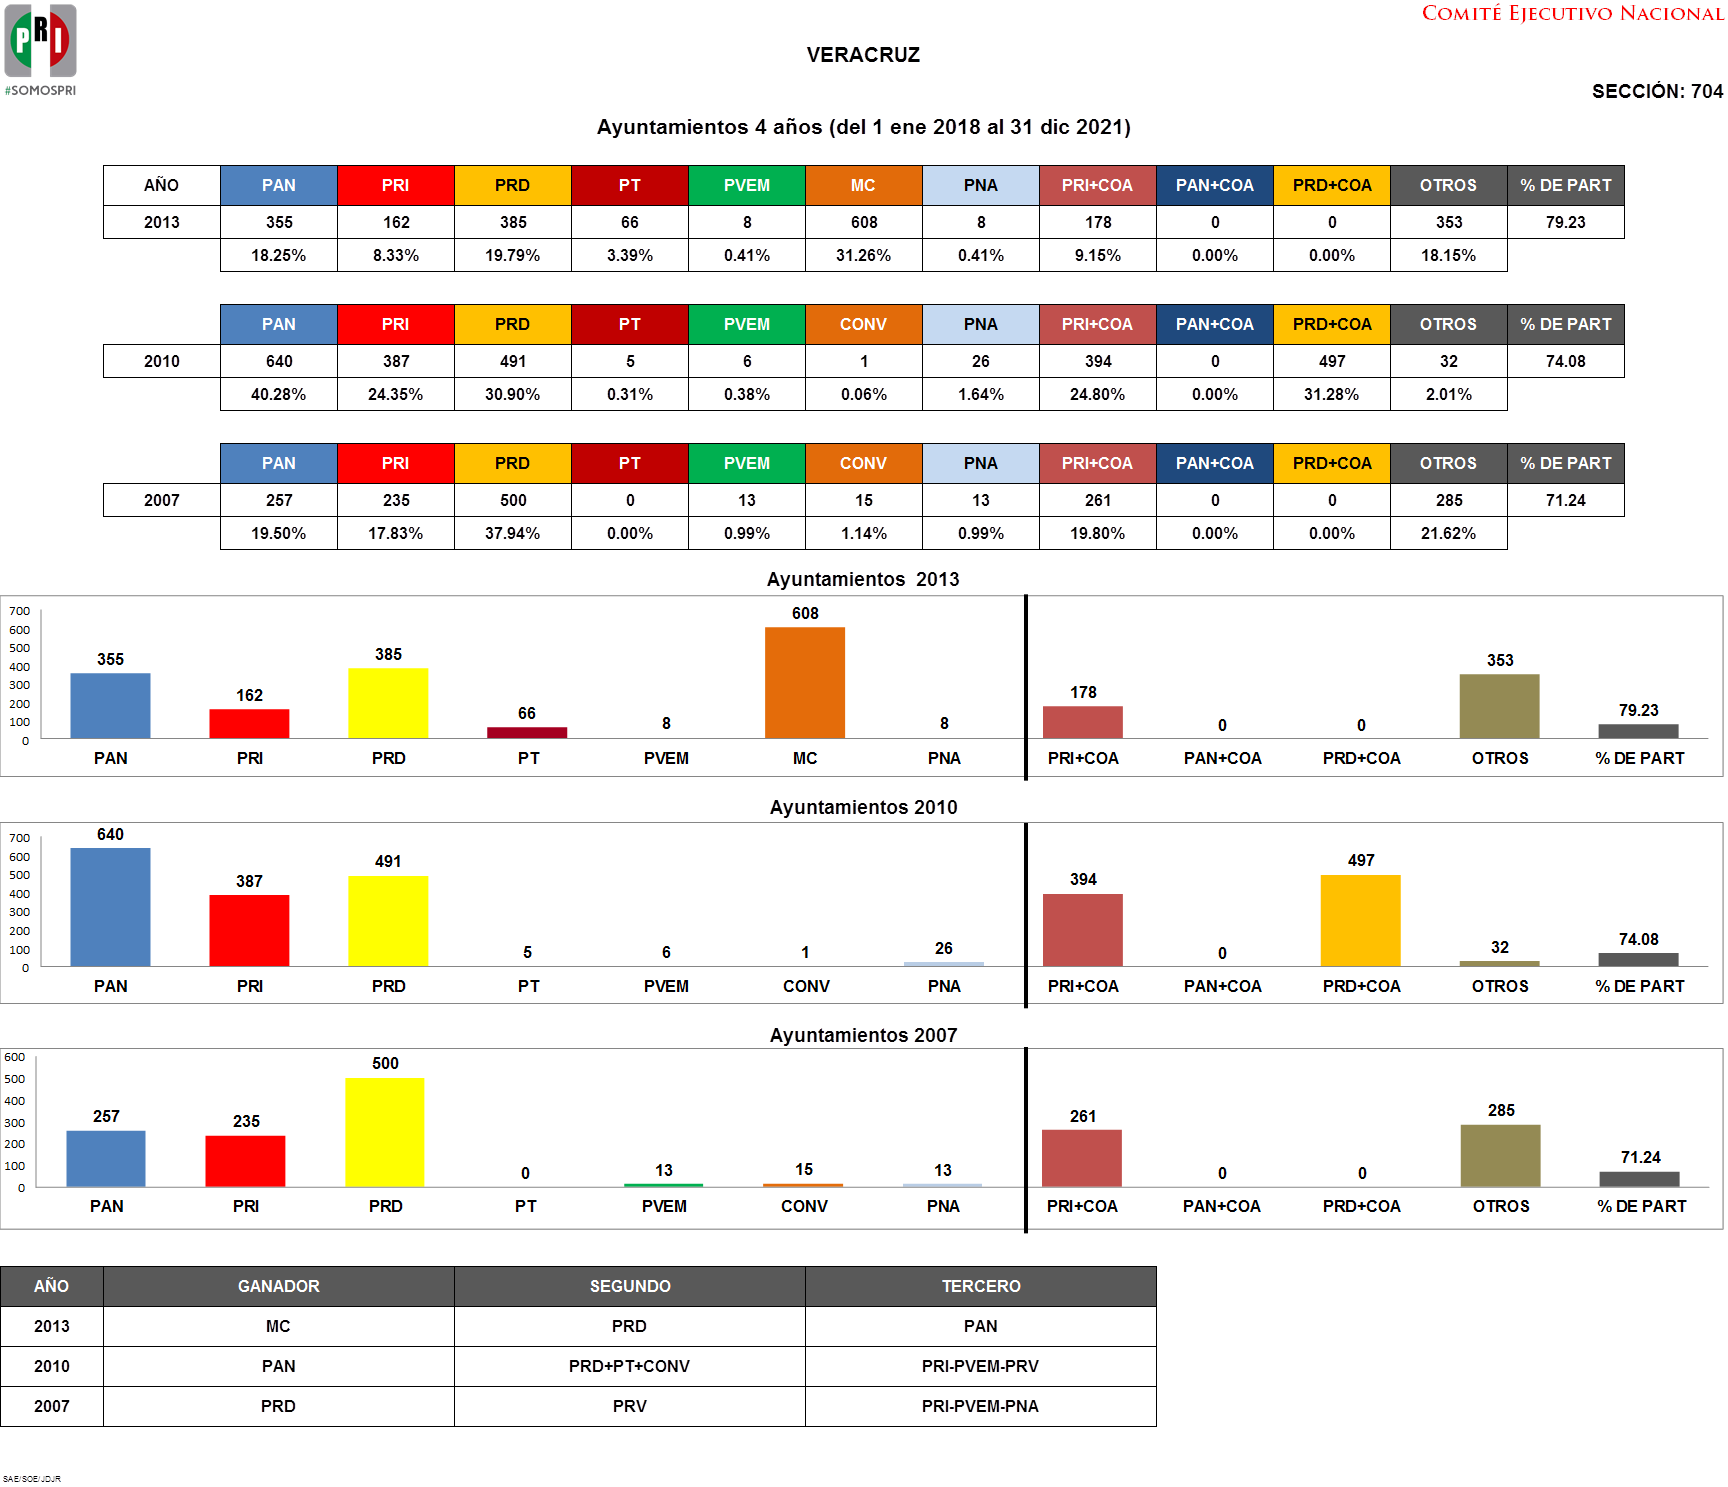 COMITÉ EJECUTIVO NACIONAL
PRI
#SOMOSPRI
VERACRUZ
SECCIÓN: 704
Ayuntamientos 4 años (del 1 ene 2018 al 31 dic 2021)
AÑO PAN PRI PRD PT PVEM MC PNA PRI+COA PAN+COA PRD+COA OTROS % DE PART
2013 355 162 385 66 8 608 8 178 0 0 353 79.23
18.25% 8.33% 19.79% 3.39% 0.41% 31.26% 0.41% 9.15% 0.00% 0.00% 18.15%
PAN PRI PRD PT PVEM CONV PNA PRI+COA PAN+COA PRD+COA OTROS % DE PART
2010 640 387 491 5 6 1 26 394 0 497 32 74.08
40.28% 24.35% 30.90% 0.31% 0.38% 0.06% 1.64% 24.80% 0.00% 31.28% 2.01%
PAN PRI PRD PT PVEM CONV PNA PRI+COA PAN+COA PRD+COA OTROS % DE PART
2007 257 235 500 0 13 15 13 261 0 0 285 71.24
19.50% 17.83% 37.94% 0.00% 0.99% 1.14% 0.99% 19.80% 0.00% 0.00% 21.62%
Ayuntamientos 2013
700
600
500
400
300
200
100
0
355 162 385 66 8 608 8 178 0 0 353 79.23
PAN PRI PRD PT PVEM MC PNA PRI+COA PAN+COA PRD+COA OTROS % DE PART
Ayuntamientos 2010
700
600
500
400
300
200
100
0
640 387 491 5 6 1 26 394 0 497 32 74.08
PAN PRI PRD PT PVEM CONV PNA PRI+COA PAN+COA PRD+COA OTROS % DE PART
Ayuntamientos 2007
600
500
400
300
200
100
0
257 235 500 0 13 15 13 261 0 0 285 71.24
PAN PRI PRD PT PVEM CONV PNA PRI+COA PAN+COA PRD+COA OTROS % DE PART
AÑO GANADOR SEGUNDO TERCERO
2013 MC PRD PAN
2010 PAN PRD+PT+CONV PRI-PVEM-PRV
2007 PRD PRV PRI-PVEM-PNA
SAE/SOE/JDJR